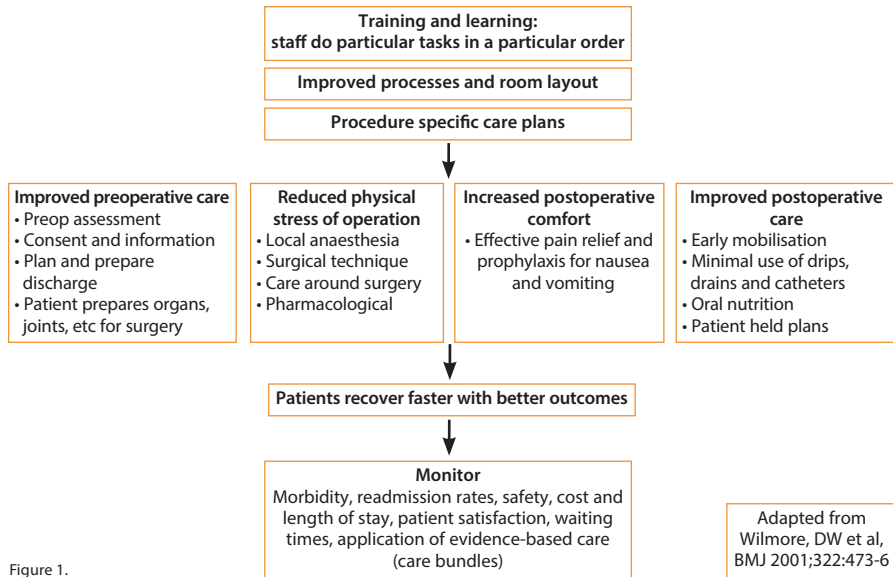 Training and learning:
staff do particular tasks in a particular order
Improved processes and room layout
Procedure specific care plans
Improved preoperative care
• Preop assessment
• Consent and information
• Plan and prepare
discharge
• Patient prepares organs,
joints, etc for surgery
Reduced physical
stress of operation
• Local anaesthesia
• Surgical technique
• Care around surgery
• Pharmacological
Increased postoperative
comfort
• Effective pain relief and
prophylaxis for nausea
and vomiting
Improved postoperative
care
• Early mobilisation
• Minimal use of drips,
drains and catheters
• Oral nutrition
• Patient held plans
Patients recover faster with better outcomes
Monitor
Morbidity, readmission rates, safety, cost and
length of stay, patient satisfaction, waiting
times, application of evidence-based care
(care bundles)
Adapted from
Wilmore, DW et al,
BMJ 2001;322:473-6
Figure 1.